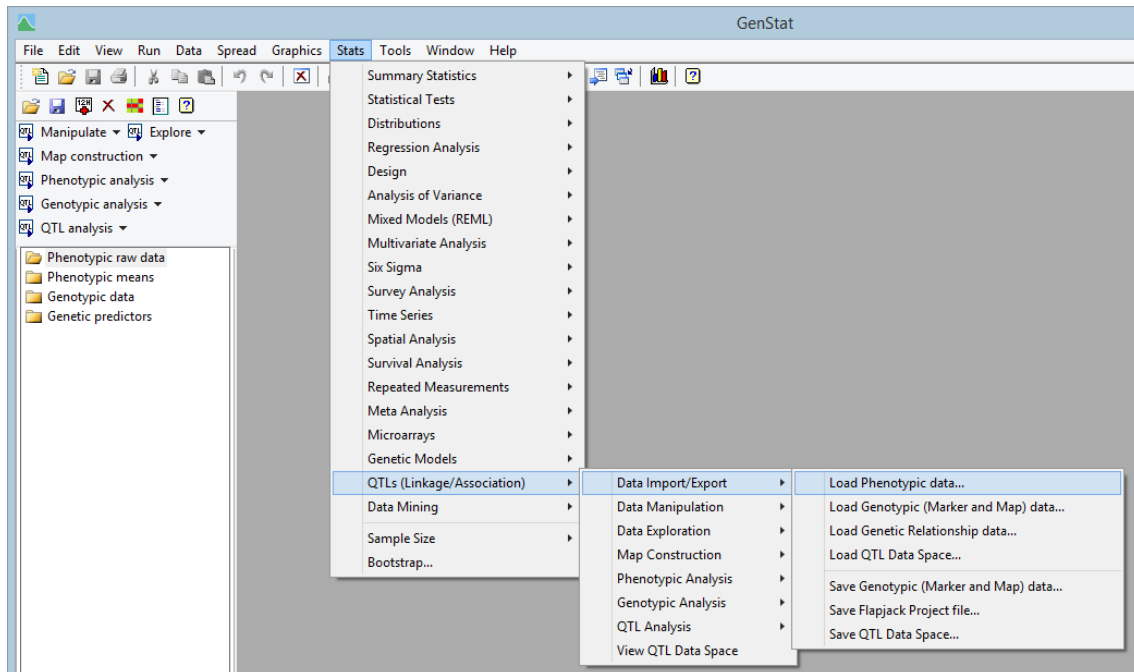 GenStat
File Edit View Run Data Spread Graphics Stats Tools Window Help
Manipulate Explore
Map construction
Phenotypic analysis
Genotypic analysis
QTL analysis
Phenotypic raw data
Phenotypic means
Genotypic data
Genetic predictors
Summary Statistics
Statistical Tests
Distributions
Regression Analysis
Design
Analysis of Variance
Mixed Models (REML)
Multivariate Analysis
Six Sigma
Survey Analysis
Time Series
Spatial Analysis
Survival Analysis
Repeated Measurements
Meta Analysis
Microarrays
Genetic Models
QTLs (Linkage/Association)
Data Mining
Sample Size
Bootstrap...
Data Import/Export
Data Manipulation
Data Exploration
Map Construction
Phenotypic Analysis
Genotypic Analysis
QTL Analysis
View QTL Data Space
Load Phenotypic data...
Load Genotypic (Marker and Map) data...
Load Genetic Relationship data...
Load QTL Data Space...
Save Genotypic (Marker and Map) data...
Save Flapjack Project file...
Save QTL Data Space...